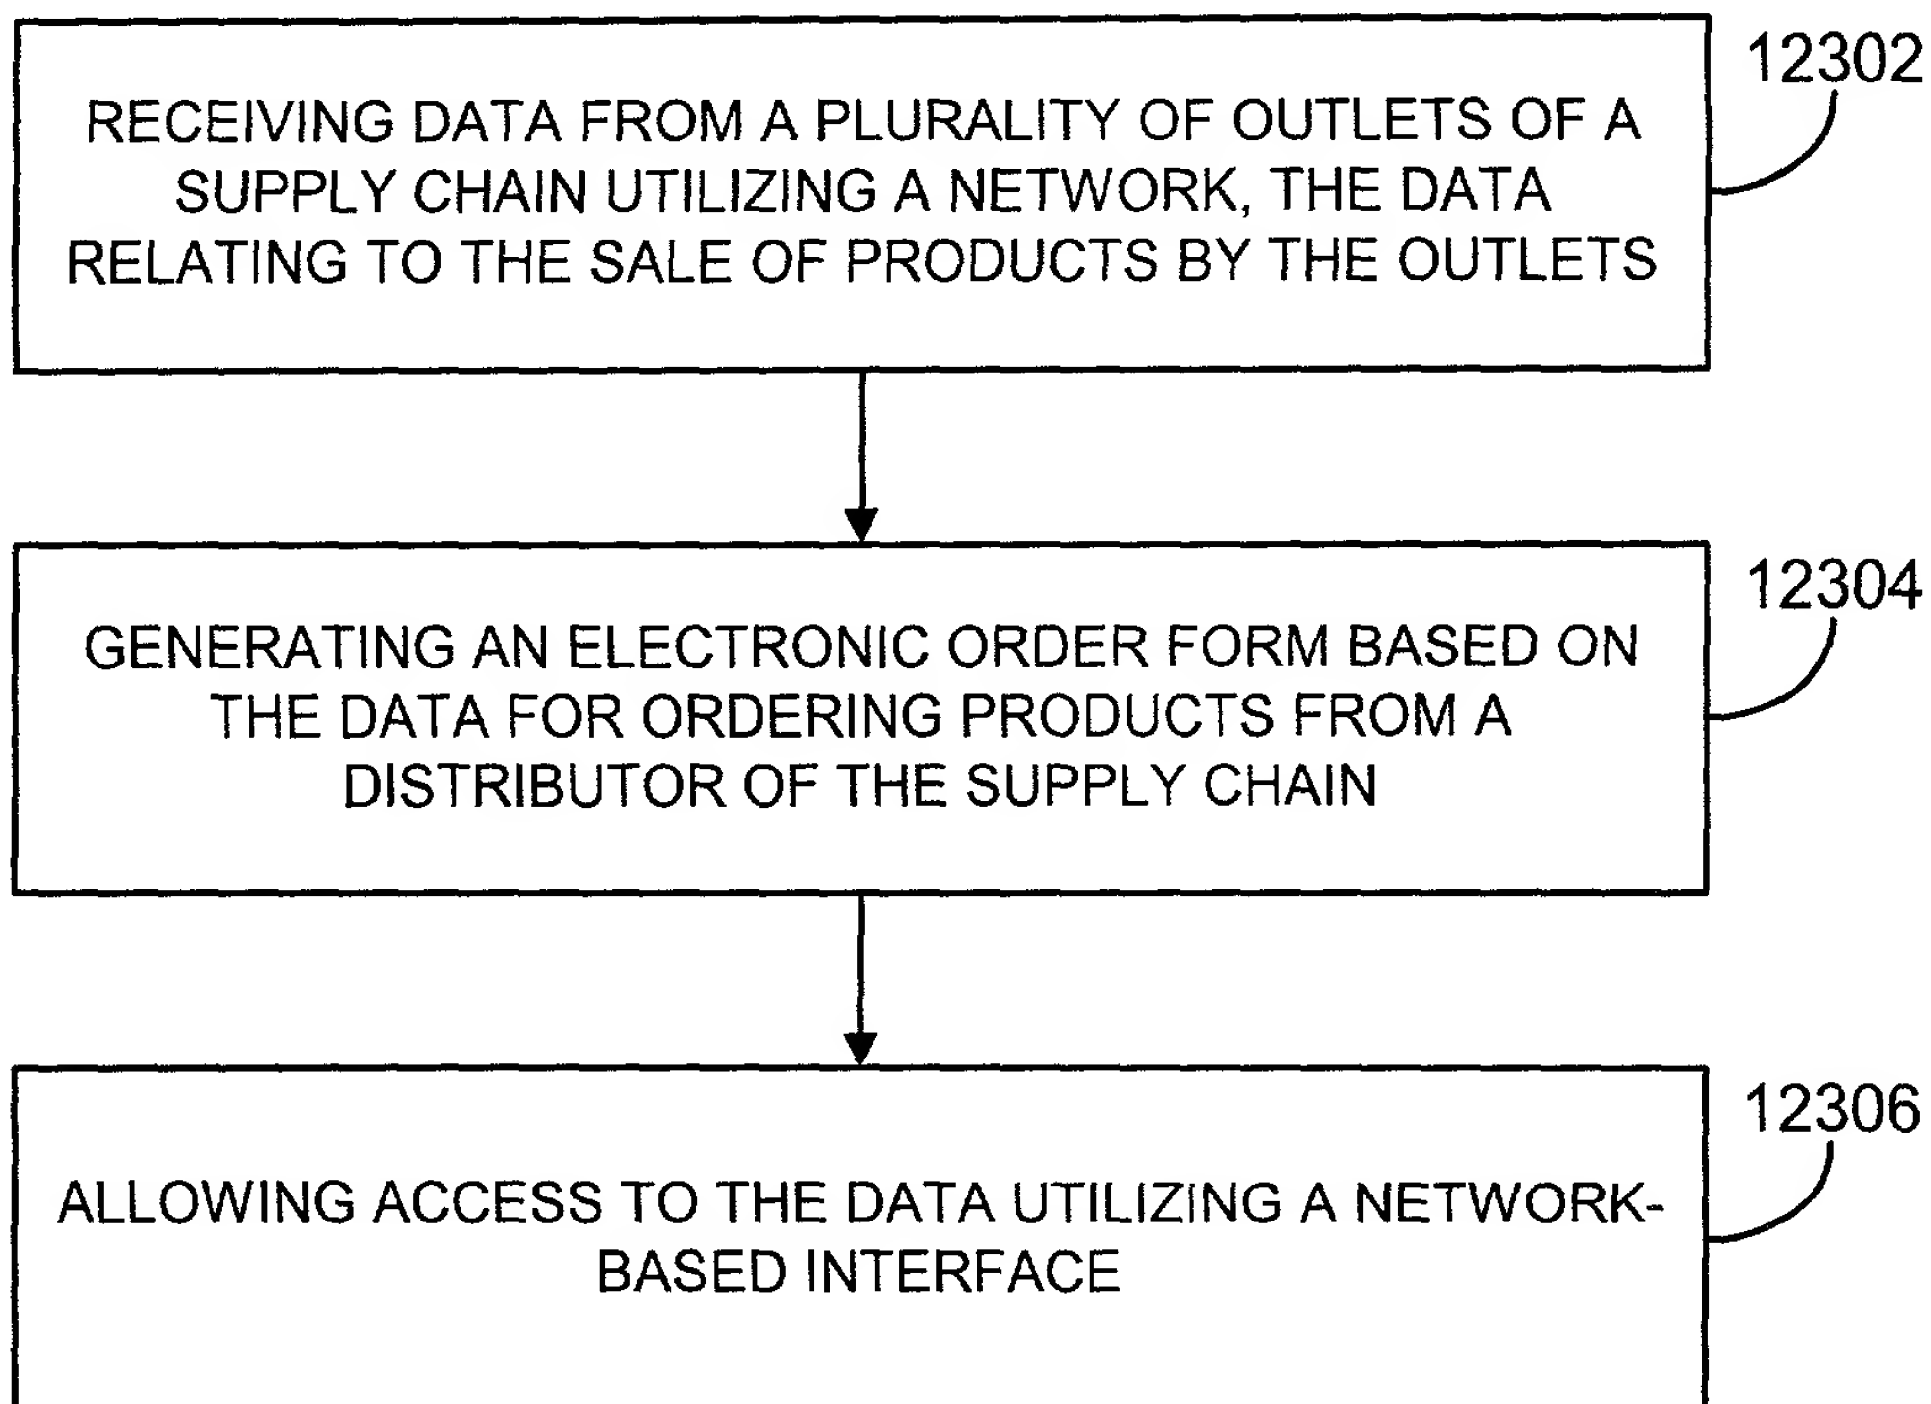 12302
RECEIVING DATA FROM A PLURALITY OF OUTLETS OF A
SUPPLY CHAIN UTILIZING A NETWORK, THE DATA
RELATING TO THE SALE OF PRODUCTS BY THE OUTLETS
12304
GENERATING AN ELECTRONIC ORDER FORM BASED ON
THE DATA FOR ORDERING PRODUCTS FROM A
DISTRIBUTOR OF THE SUPPLY CHAIN
12306
ALLOWING ACCESS TO THE DATA UTILIZING A NETWORK-
BASED INTERFACE